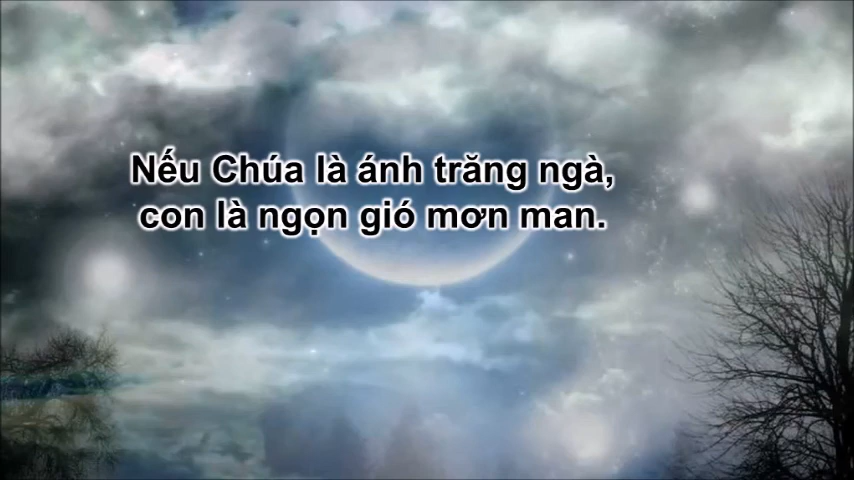 Nếu Chúa là ánh trăng ngà,
con là ngọn gió mơn man.